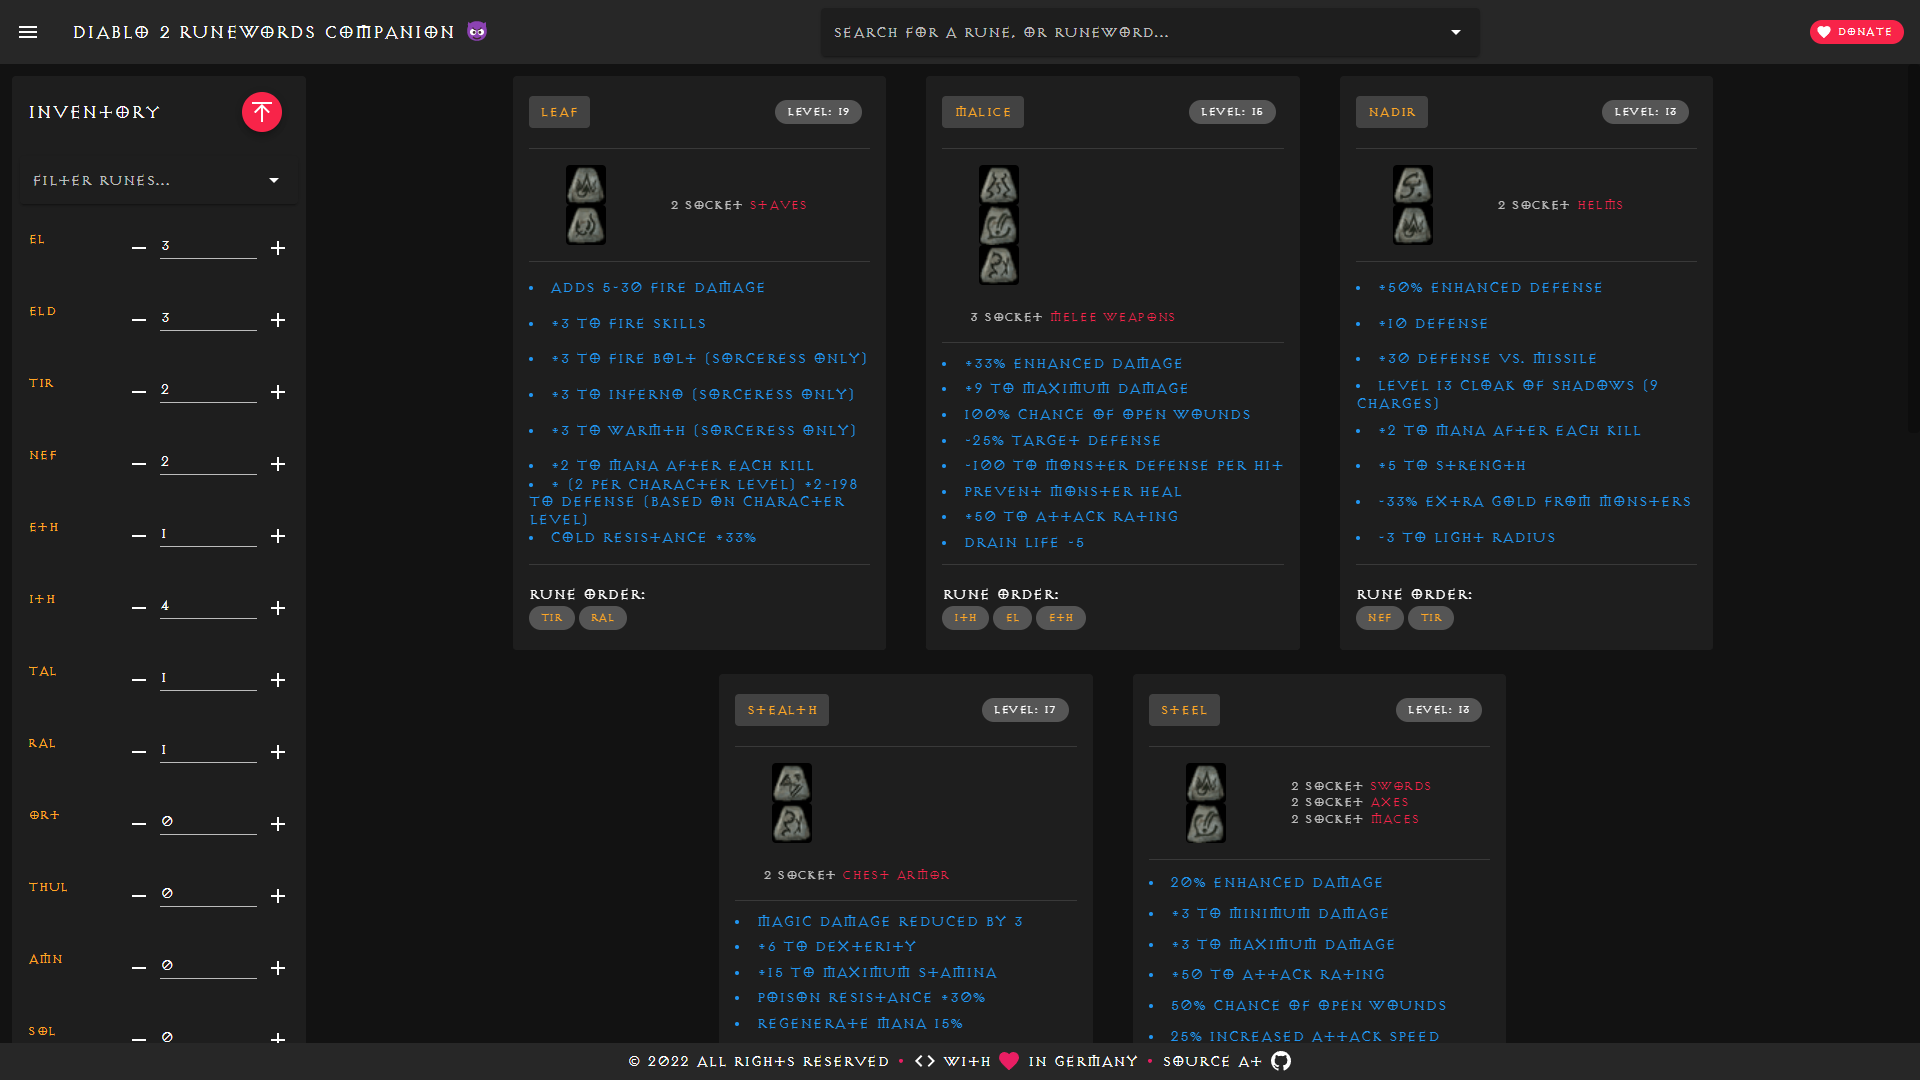 DIABLO 2 RUNEWORDS COMPANION
SEARCH FOR A RUNE, OR RUNEWORD...
DONATE
INVENTORY
FILTER RUNES...
EL 3
ELD 3
TIR 2
NEF 2
ETH 1
ITH 4
TAL 1
RAL 1
ORT 0
THUL 0
AMN 0
SOL 0
LEAF LEVEL: 19
2 SOCKET STAVES
• ADDS 5-30 FIRE DAMAGE
• +3 TO FIRE SKILLS
• +3 TO FIRE BOLT (SORCERESS ONLY)
• +3 TO INFERNO (SORCERESS ONLY)
• +3 TO WARMTH (SORCERESS ONLY)
• +2 TO MANA AFTER EACH KILL
• + (2 PER CHARACTER LEVEL) +2-198
TO DEFENSE (BASED ON CHARACTER
LEVEL)
• COLD RESISTANCE +33%
RUNE ORDER:
TIR RAL
MALICE LEVEL: 15
3 SOCKET MELEE WEAPONS
• +33% ENHANCED DAMAGE
• +9 TO MAXIMUM DAMAGE
• 100% CHANCE OF OPEN WOUNDS
• -25% TARGET DEFENSE
• -100 TO MONSTER DEFENSE PER HIT
• PREVENT MONSTER HEAL
• +50 TO ATTACK RATING
• DRAIN LIFE -5
RUNE ORDER:
ITH EL ETH
NADIR LEVEL: 13
2 SOCKET HELMS
• +50% ENHANCED DEFENSE
• +10 DEFENSE
• +30 DEFENSE VS. MISSILE
• LEVEL 13 CLOAK OF SHADOWS (9
CHARGES)
• +2 TO MANA AFTER EACH KILL
• +5 TO STRENGTH
• -33% EXTRA GOLD FROM MONSTERS
• -3 TO LIGHT RADIUS
RUNE ORDER:
NEF TIR
STEALTH LEVEL: 17
2 SOCKET CHEST ARMOR
• MAGIC DAMAGE REDUCED BY 3
• +6 TO DEXTERITY
• +15 TO MAXIMUM STAMINA
• POISON RESISTANCE +30%
• REGENERATE MANA 15%
STEEL LEVEL: 13
2 SOCKET SWORDS
2 SOCKET AXES
2 SOCKET MACES
• 20% ENHANCED DAMAGE
• +3 TO MINIMUM DAMAGE
• +3 TO MAXIMUM DAMAGE
• +50 TO ATTACK RATING
• 50% CHANCE OF OPEN WOUNDS
• 25% INCREASED ATTACK SPEED
© 2022 ALL RIGHTS RESERVED • <> WITH ❤ IN GERMANY • SOURCE AT